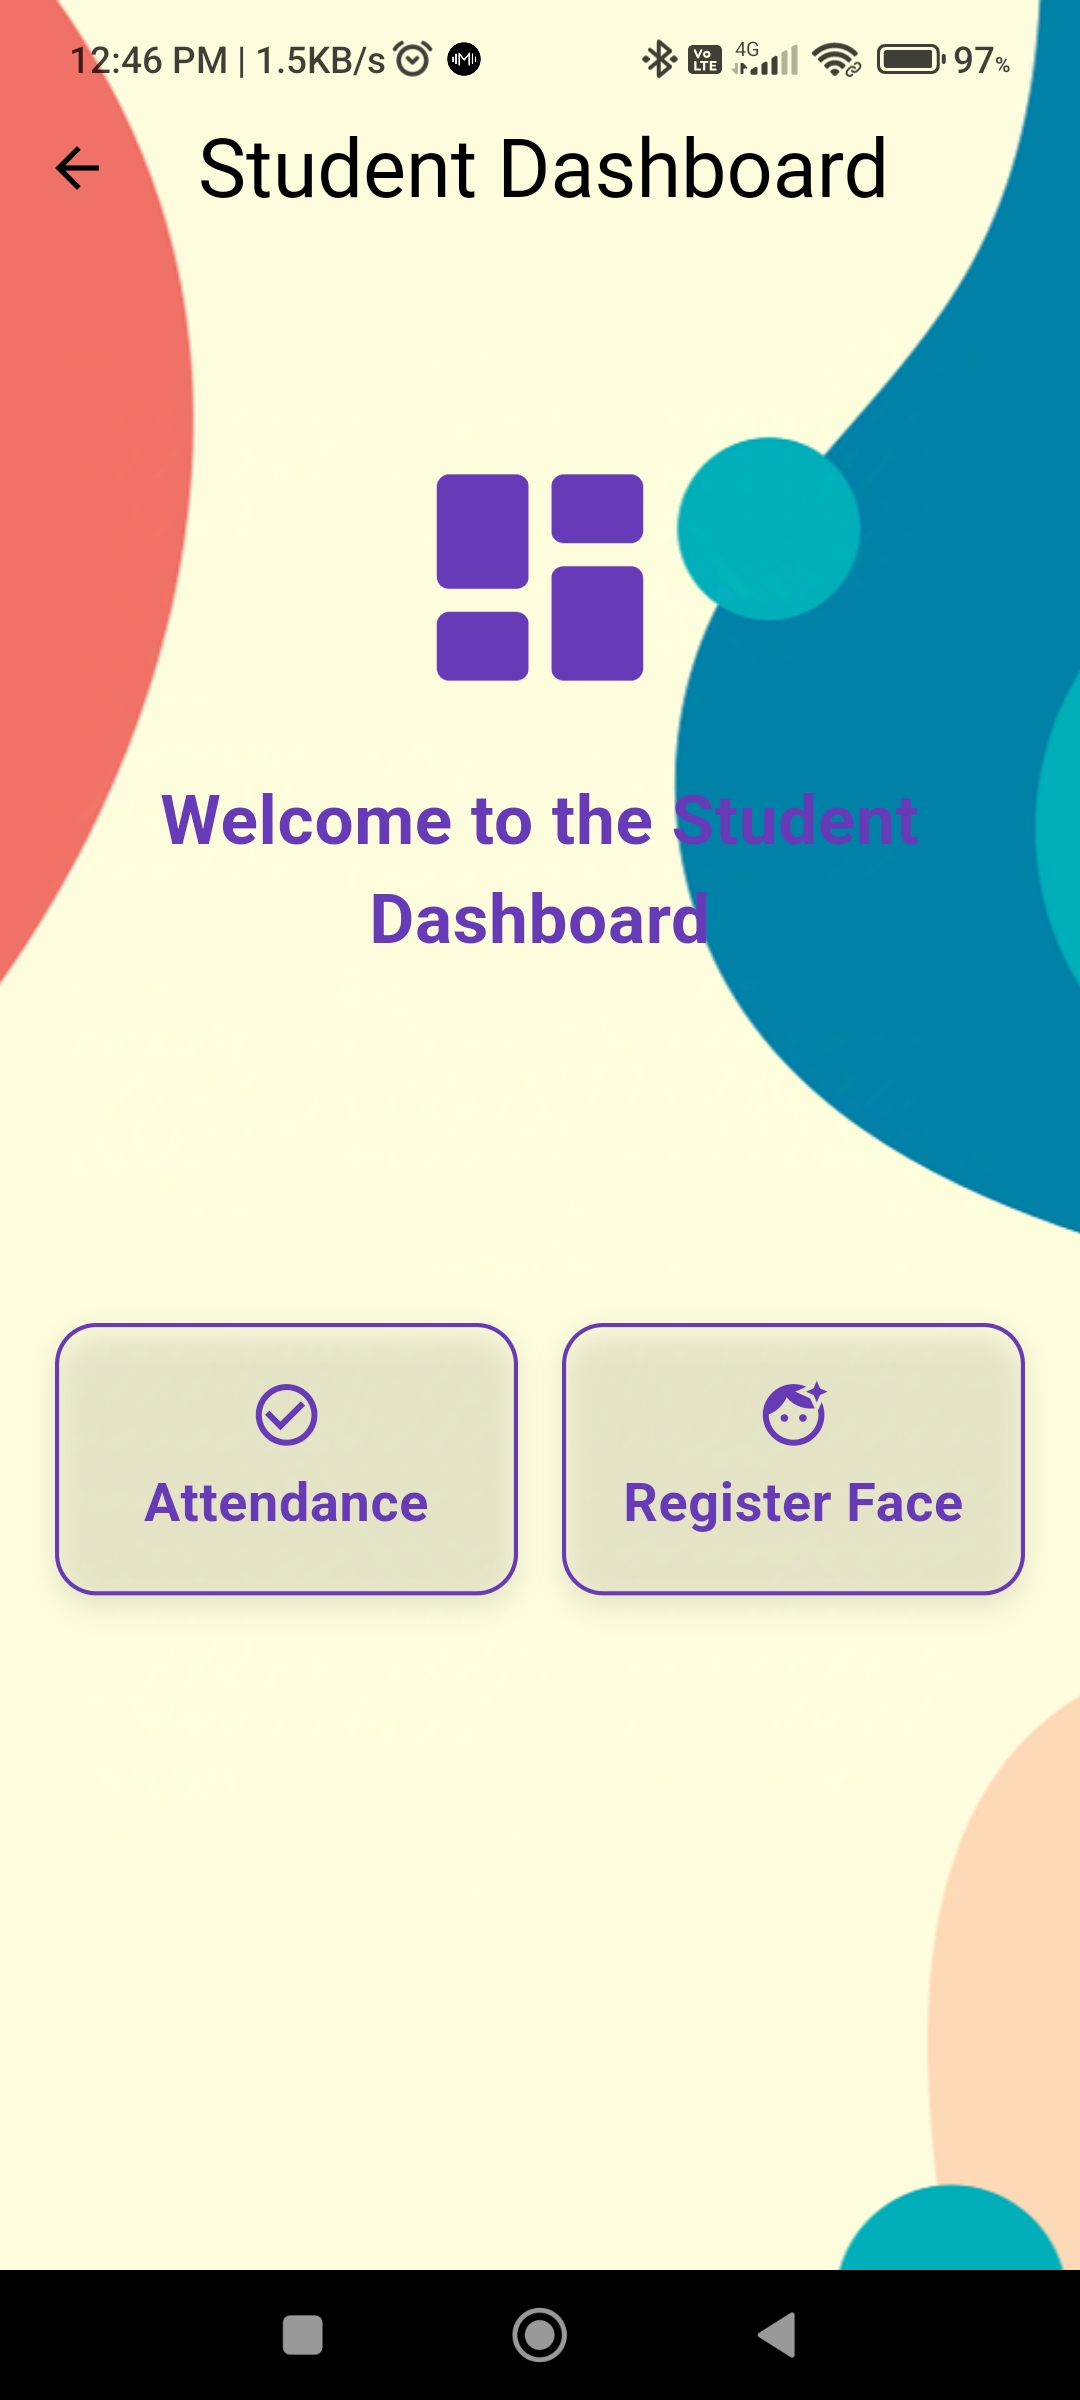 12:46 PM | 1.5KB/s M Vo LTE 4G 97%
Student Dashboard
Welcome to the Student
Dashboard
Attendance
Register Face